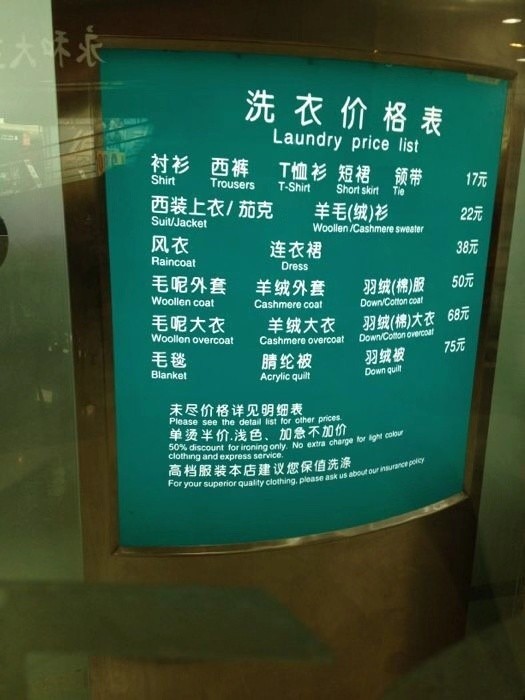 永和大
洗衣价格表
Laundry price list
衬衫 西裤 T恤衫 短裙 领带 17元
Shirt Trousers T-Shirt Short skirt Tie
西装上衣/茄克 羊毛(绒)衫 22元
Suit/Jacket Woollen/Cashmere sweater
风衣 连衣裙 38元
Raincoat Dress
毛呢外套 羊绒外套 羽绒(棉)服 50元
Woollen coat Cashmere coat Down/Cotton coat
毛呢大衣 羊绒大衣 羽绒(棉)大衣 68元
Woollen overcoat Cashmere overcoat Down/Cotton overcoat
毛毯 腈纶被 羽绒被 75元
Blanket Acrylic quilt Down quilt
未尽价格详见明细表
Please see the detail list for other prices.
单烫半价.浅色、加急不加价
50% discount for ironing only. No extra charge for light colour
clothing and express service.
高档服装本店建议您保值洗涤
For your superior quality clothing, please ask us about our insurance policy